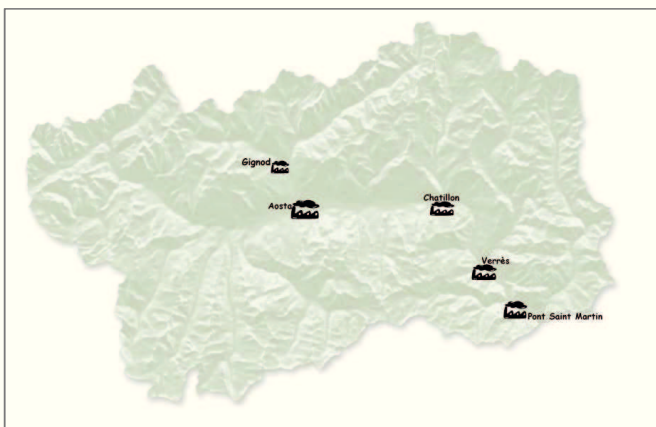 Gignod
Aosta
Chatillon
Verrès
Pont Saint Martin